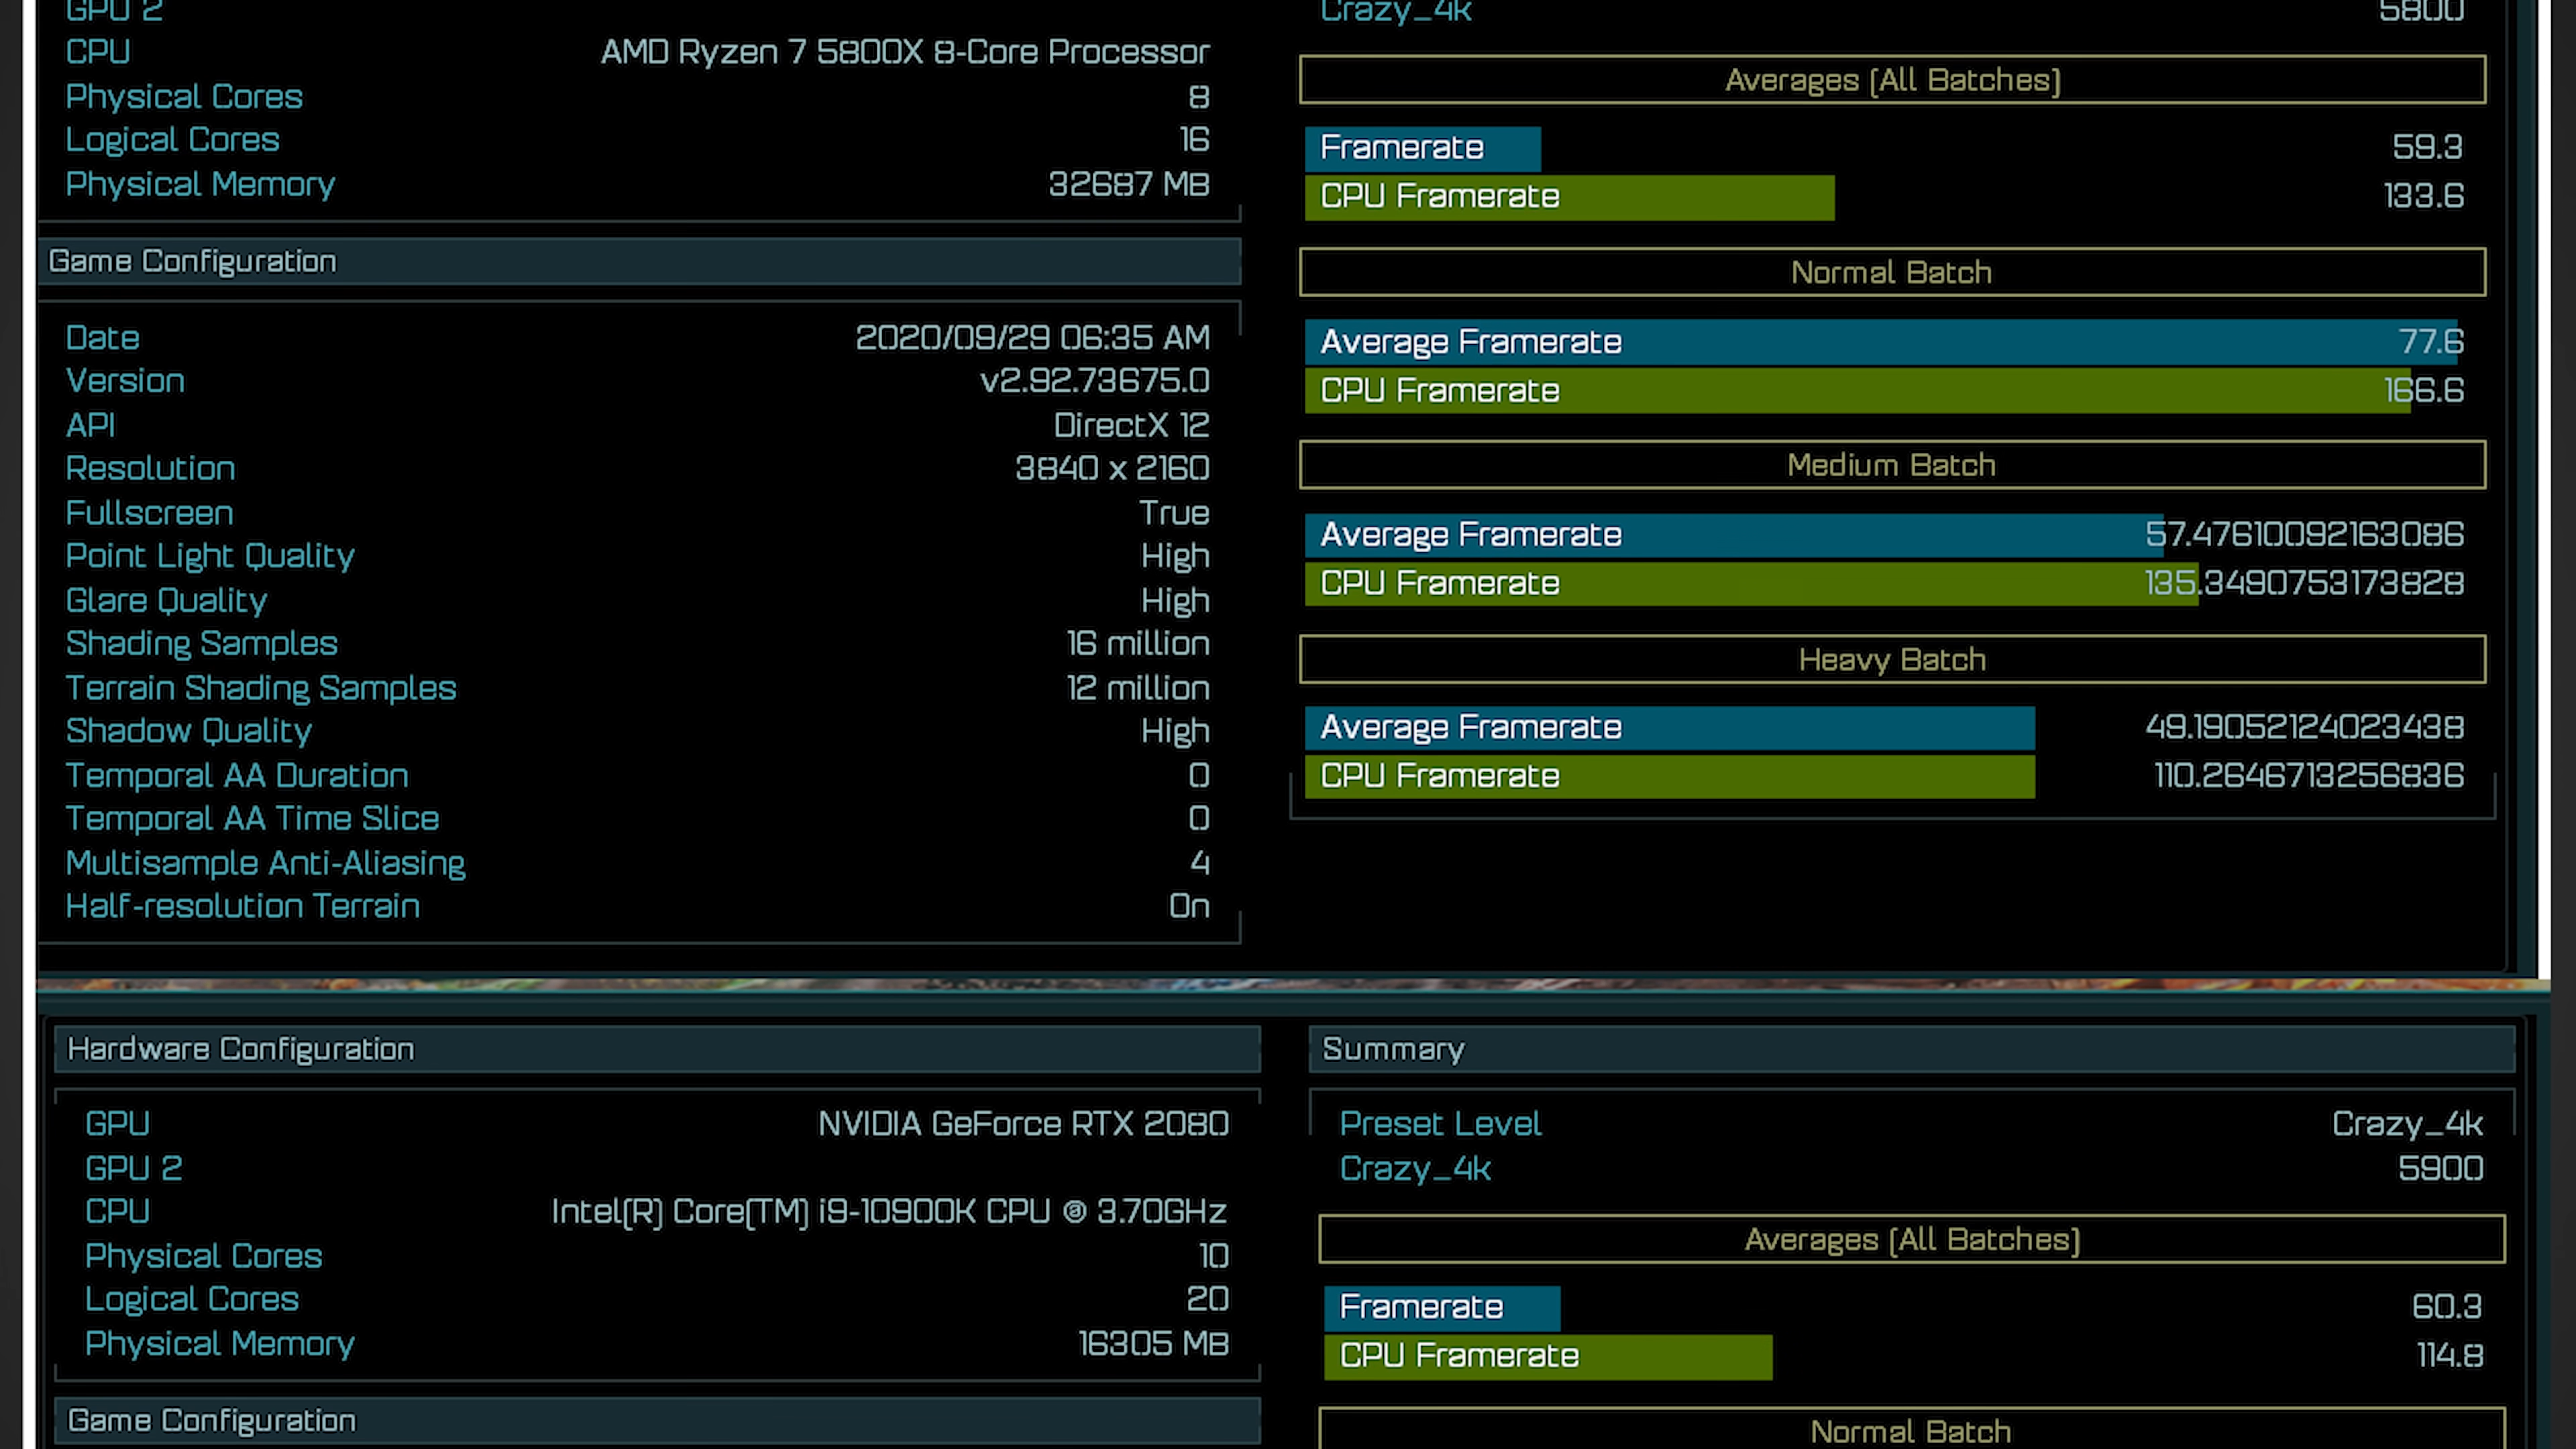 GPU 2
CPU AMD Ryzen 7 5800X 8-Core Processor
Physical Cores 8
Logical Cores 16
Physical Memory 32687 MB
Game Configuration
Date 2020/09/29 06:35 AM
Version v2.92.73675.0
API DirectX 12
Resolution 3840 x 2160
Fullscreen True
Point Light Quality High
Glare Quality High
Shading Samples 16 million
Terrain Shading Samples 12 million
Shadow Quality High
Temporal AA Duration 0
Temporal AA Time Slice 0
Multisample Anti-Aliasing 4
Half-resolution Terrain On
Crazy_4k 5800
Averages (All Batches)
Framerate 59.3
CPU Framerate 133.6
Normal Batch
Average Framerate 77.6
CPU Framerate 166.6
Medium Batch
Average Framerate 57.47610092163086
CPU Framerate 135.3490753173828
Heavy Batch
Average Framerate 49.19052124023438
CPU Framerate 110.2646713256836
Hardware Configuration
GPU NVIDIA GeForce RTX 2080
GPU 2
CPU Intel(R) Core(TM) i9-10900K CPU @ 3.70GHz
Physical Cores 10
Logical Cores 20
Physical Memory 16305 MB
Game Configuration
Summary
Preset Level Crazy_4k
Crazy_4k 5900
Averages (All Batches)
Framerate 60.3
CPU Framerate 114.8
Normal Batch